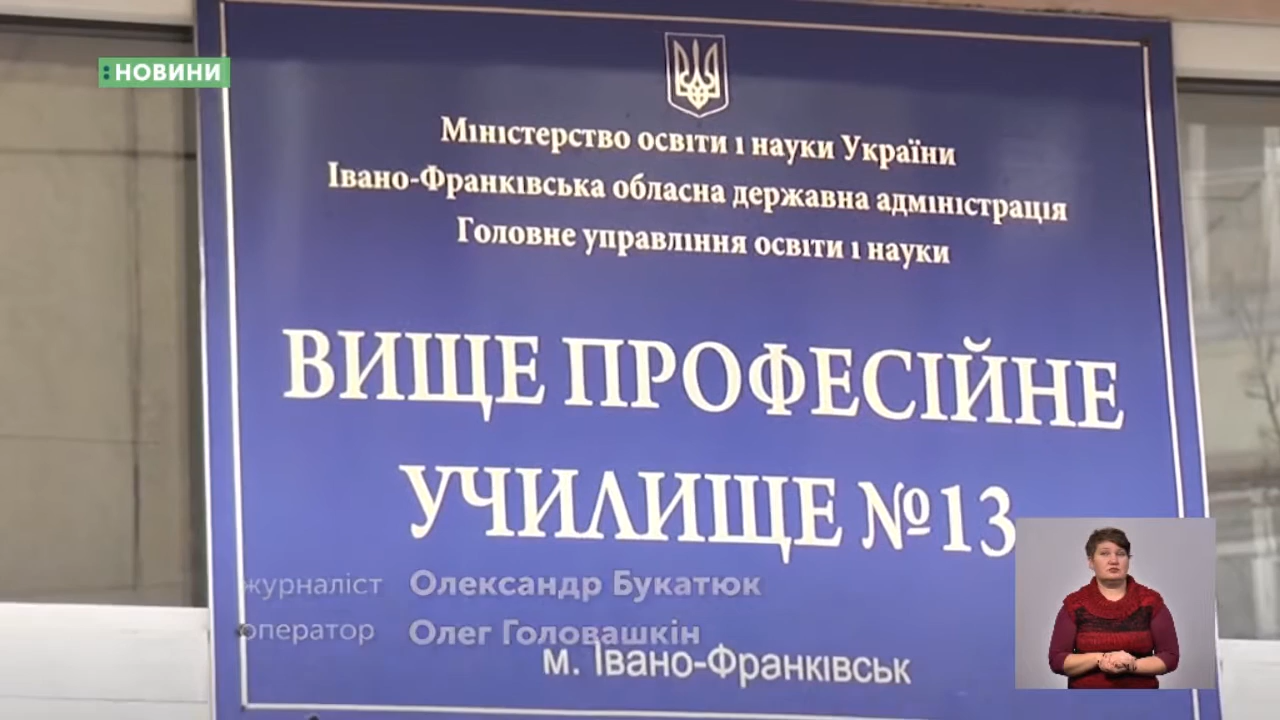 :НОВИНИ
Міністерство освіти і науки України
Івано-Франківська обласна державна адміністрація
Головне управління освіти і науки
ВИЩЕ ПРОФЕСІЙНЕ
УЧИЛИЩЕ №13
журналіст Олександр Букатюк
оператор Олег Головашкін
м. Івано-Франківськ